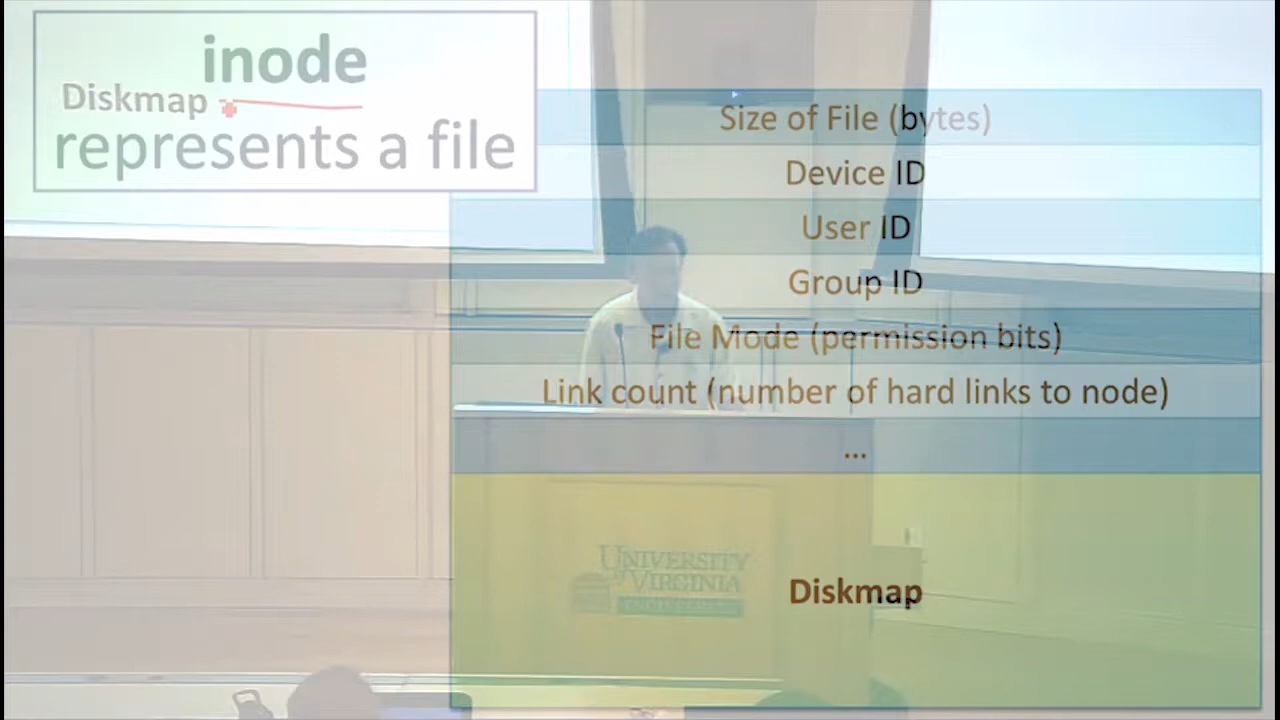 inode
Diskmap
represents a file
Size of File (bytes)
Device ID
User ID
Group ID
File Mode (permission bits)
Link count (number of hard links to node)
...
Diskmap
UNIVERSITY
of VIRGINIA